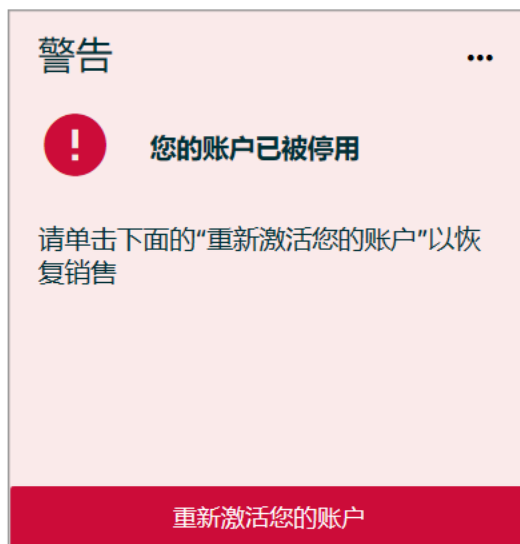 警告
您的账户已被停用
请单击下面的“重新激活您的账户”以恢
复销售
重新激活您的账户